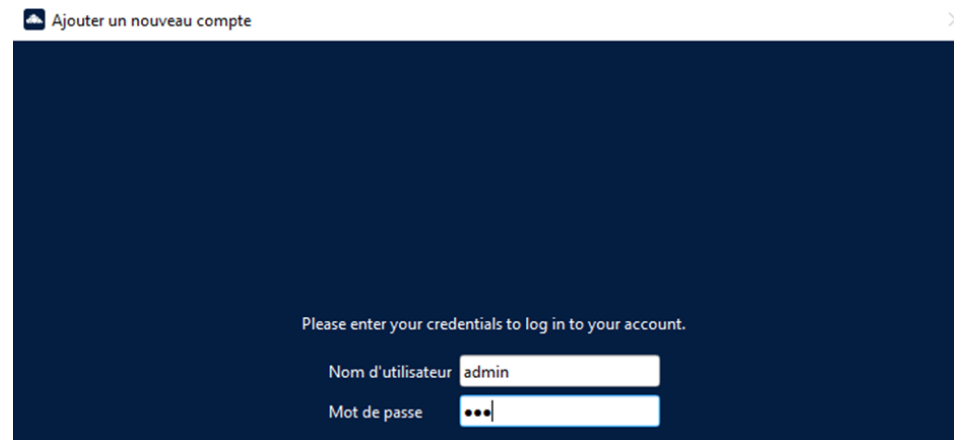 Ajouter un nouveau compte
Please enter your credentials to log in to your account.
Nom d'utilisateur admin
Mot de passe •••